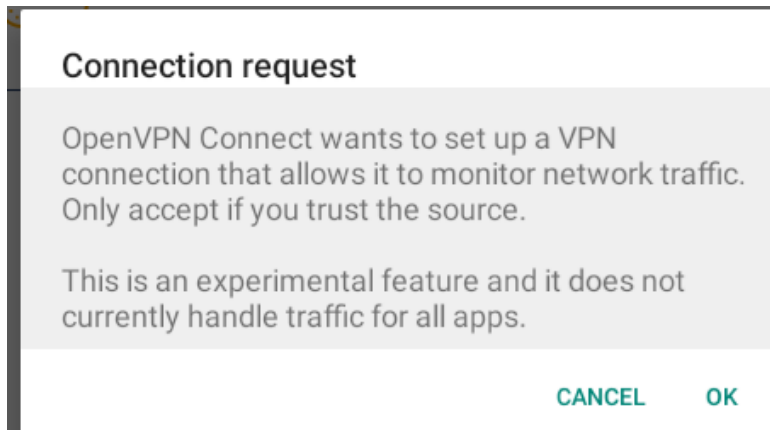 Connection request
OpenVPN Connect wants to set up a VPN
connection that allows it to monitor network traffic.
Only accept if you trust the source.
This is an experimental feature and it does not
currently handle traffic for all apps.
CANCEL OK